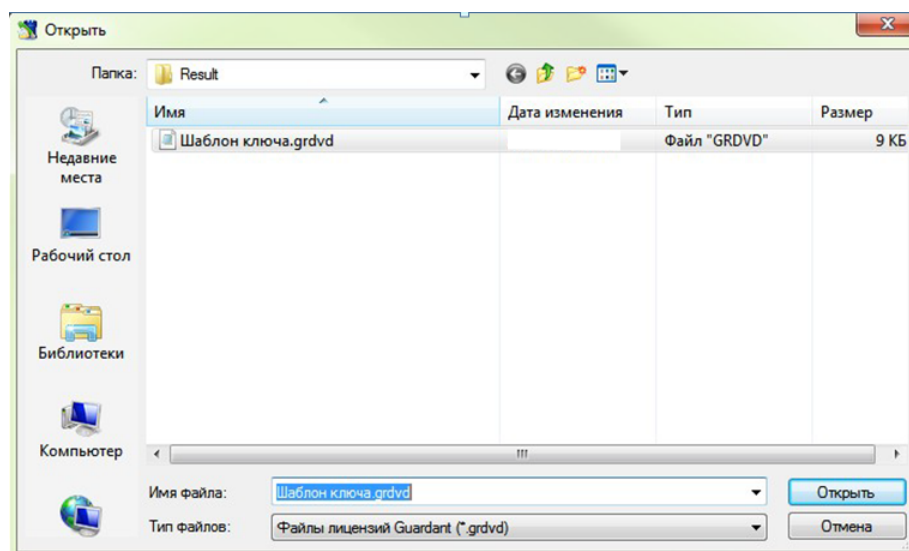 Открыть
Папка: Result
Имя Дата изменения Тип Размер
Шаблон ключа.grdvd Файл "GRDVD" 9 КБ
Недавние
места
Рабочий стол
Библиотеки
Компьютер
Имя файла: Шаблон ключа.grdvd Открыть
Тип файлов: Файлы лицензий Guardant (*.grdvd) Отмена